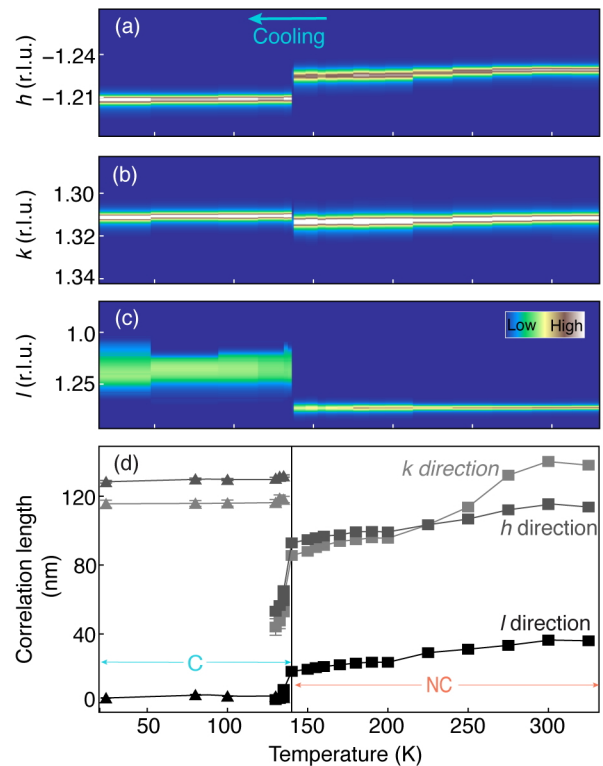 (a)
Cooling
h (r.l.u.)
−1.24
−1.21
(b)
k (r.l.u.)
1.30
1.32
1.34
(c)
l (r.l.u.)
1.0
1.25
Low High
(d)
Correlation length
(nm)
120
80
40
0
k direction
h direction
l direction
C
NC
50 100 150 200 250 300
Temperature (K)